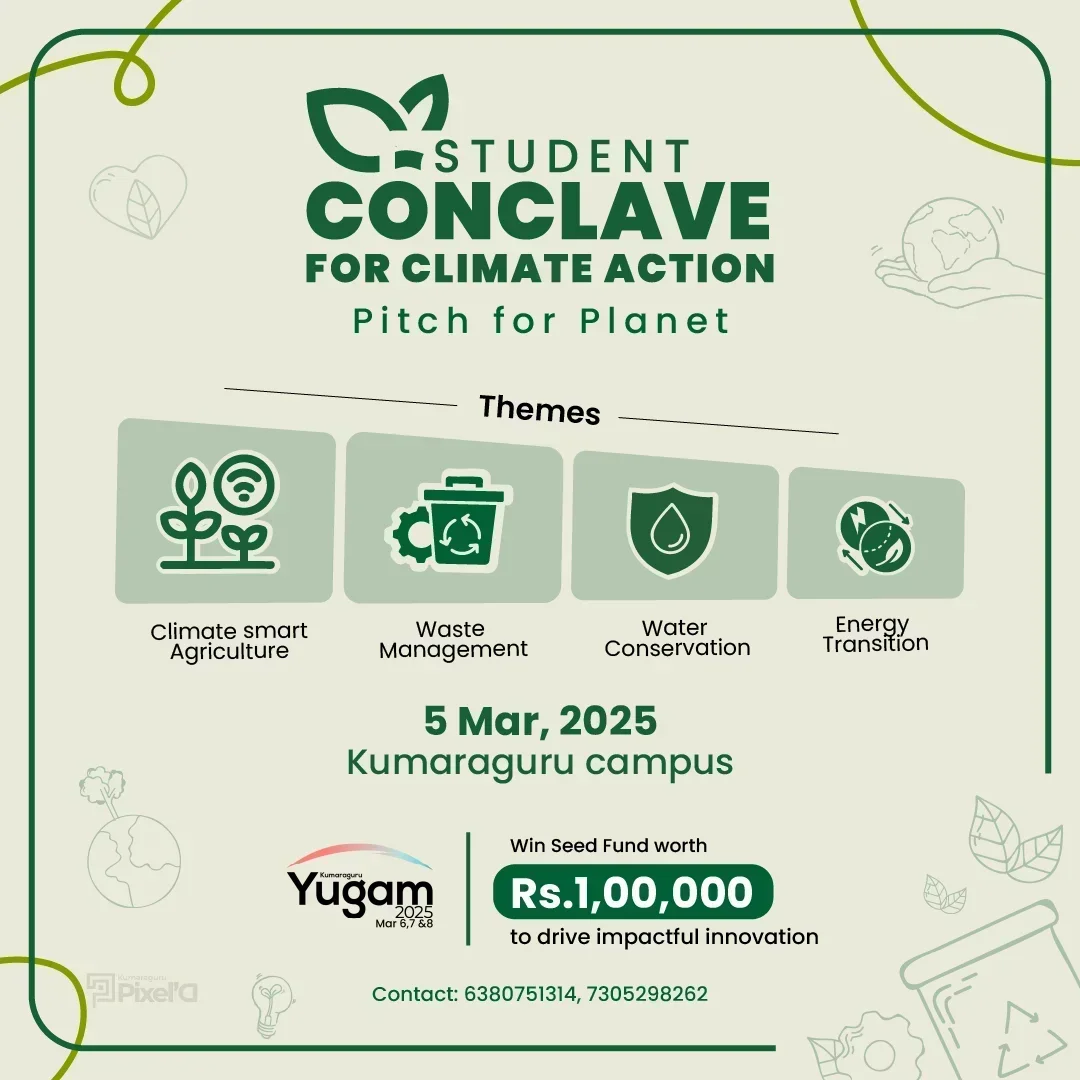 STUDENT
CONCLAVE
FOR CLIMATE ACTION
Pitch for Planet
Themes
Climate smart
Agriculture
Waste
Management
Water
Conservation
Energy
Transition
5 Mar, 2025
Kumaraguru campus
Kumaraguru
Yugam
2025
Mar 6,7 &8
Win Seed Fund worth
Rs.1,00,000
to drive impactful innovation
Kumaraguru
Pixel'a
Contact: 6380751314, 7305298262